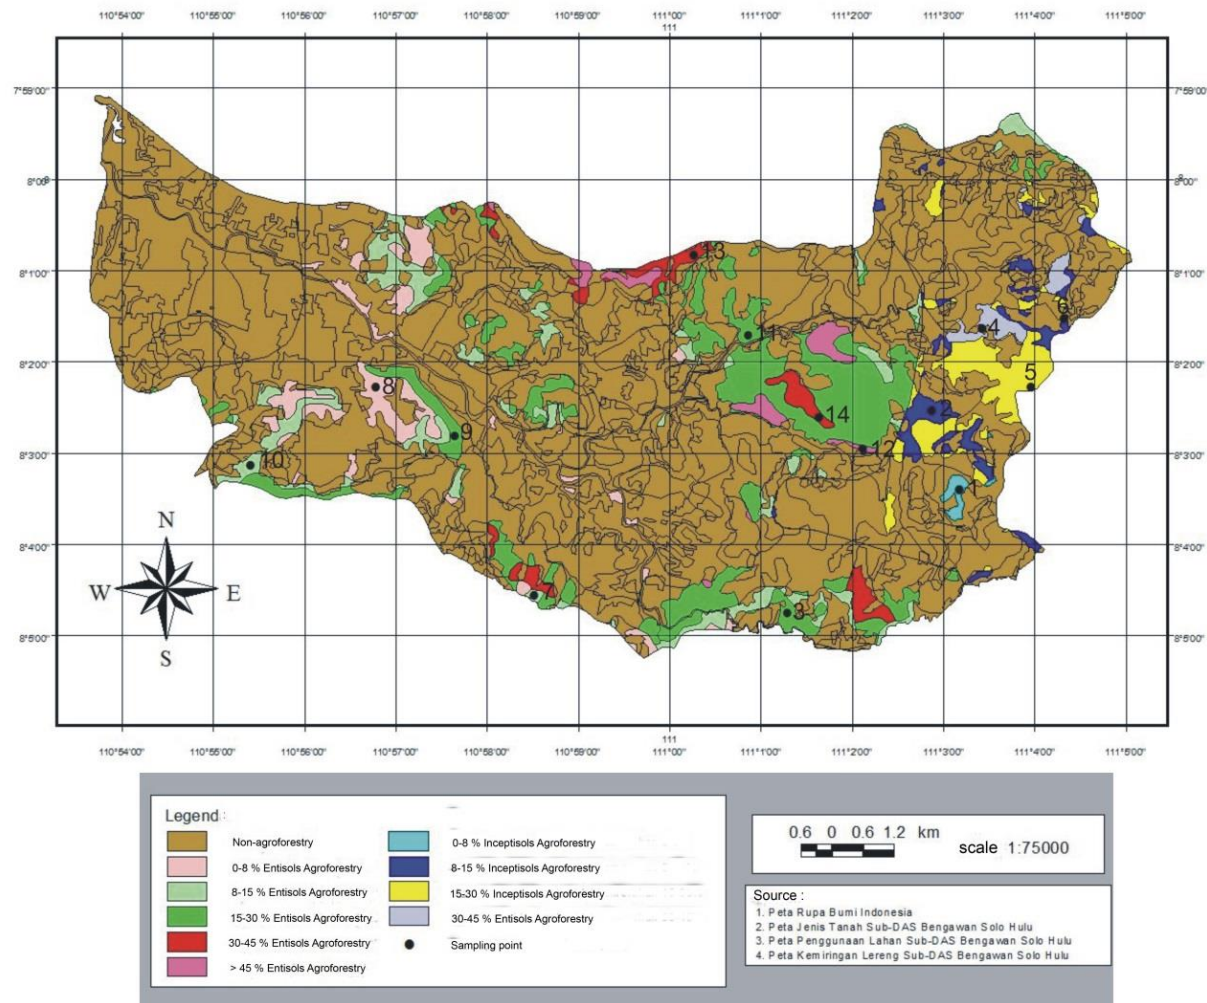 110°54'00" 110°55'00" 110°56'00" 110°57'00" 110°58'00" 110°59'00" 111 111°1'00" 111°2'00" 111°3'00" 111°4'00" 111°5'00"
7°59'00" 7°59'00"
8°00' 8°00'
8°1'00" 8°1'00"
8°2'00" 8°2'00"
8°3'00" 8°3'00"
8°4'00" 8°4'00"
8°5'00" 8°5'00"
13
6
4
11
5
8
2
14
9
12
10
1
7
3
N
W E
S
110°54'00" 110°55'00" 110°56'00" 110°57'00" 110°58'00" 110°59'00" 111 111°1'00" 111°2'00" 111°3'00" 111°4'00" 111°5'00"
Legend :
Non-agroforestry
0-8 % Entisols Agroforestry
8-15 % Entisols Agroforestry
15-30 % Entisols Agroforestry
30-45 % Entisols Agroforestry
> 45 % Entisols Agroforestry
0-8 % Inceptisols Agroforestry
8-15 % Inceptisols Agroforestry
15-30 % Inceptisols Agroforestry
30-45 % Entisols Agroforestry
Sampling point
0.6 0 0.6 1.2 km
scale 1:75000
Source :
1. Peta Rupa Bumi Indonesia
2. Peta Jenis Tanah Sub-DAS Bengawan Solo Hulu
3. Peta Penggunaan Lahan Sub-DAS Bengawan Solo Hulu
4. Peta Kemiringan Lereng Sub-DAS Bengawan Solo Hulu